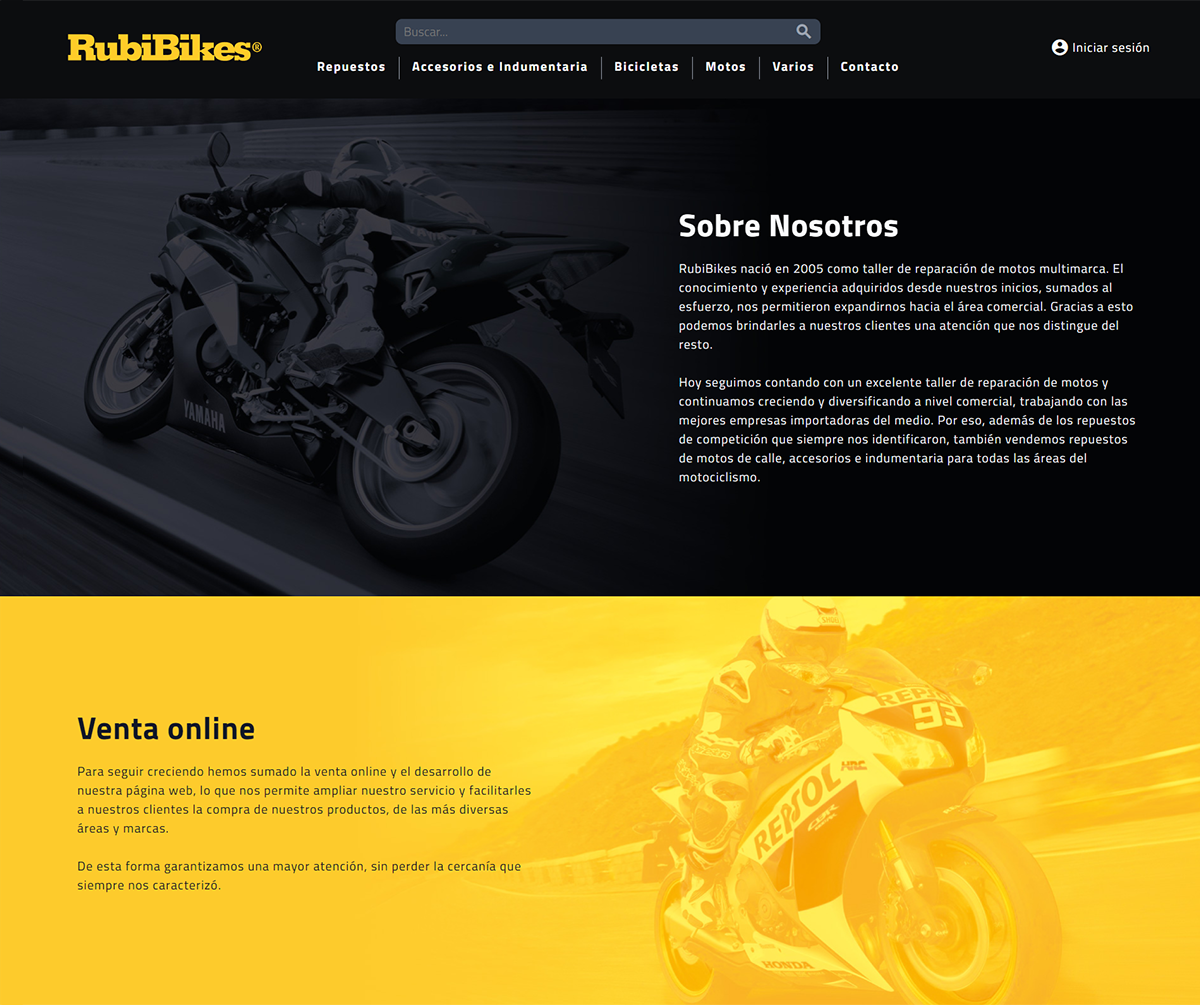 RubiBikes®
Buscar...
Iniciar sesión
Repuestos
Accesorios e Indumentaria
Bicicletas
Motos
Varios
Contacto
Sobre Nosotros
RubiBikes nació en 2005 como taller de reparación de motos multimarca. El
conocimiento y experiencia adquiridos desde nuestros inicios, sumados al
esfuerzo, nos permitieron expandirnos hacia el área comercial. Gracias a esto
podemos brindarles a nuestros clientes una atención que nos distingue del
resto.
Hoy seguimos contando con un excelente taller de reparación de motos y
continuamos creciendo y diversificando a nivel comercial, trabajando con las
mejores empresas importadoras del medio. Por eso, además de los repuestos
de competición que siempre nos identificaron, también vendemos repuestos
de motos de calle, accesorios e indumentaria para todas las áreas del
motociclismo.
YAMAHA
Venta online
Para seguir creciendo hemos sumado la venta online y el desarrollo de
nuestra página web, lo que nos permite ampliar nuestro servicio y facilitarles
a nuestros clientes la compra de nuestros productos, de las más diversas
áreas y marcas.
De esta forma garantizamos una mayor atención, sin perder la cercanía que
siempre nos caracterizó.
REPSOL
93
HRC
REPSOL
CBR
HONDA